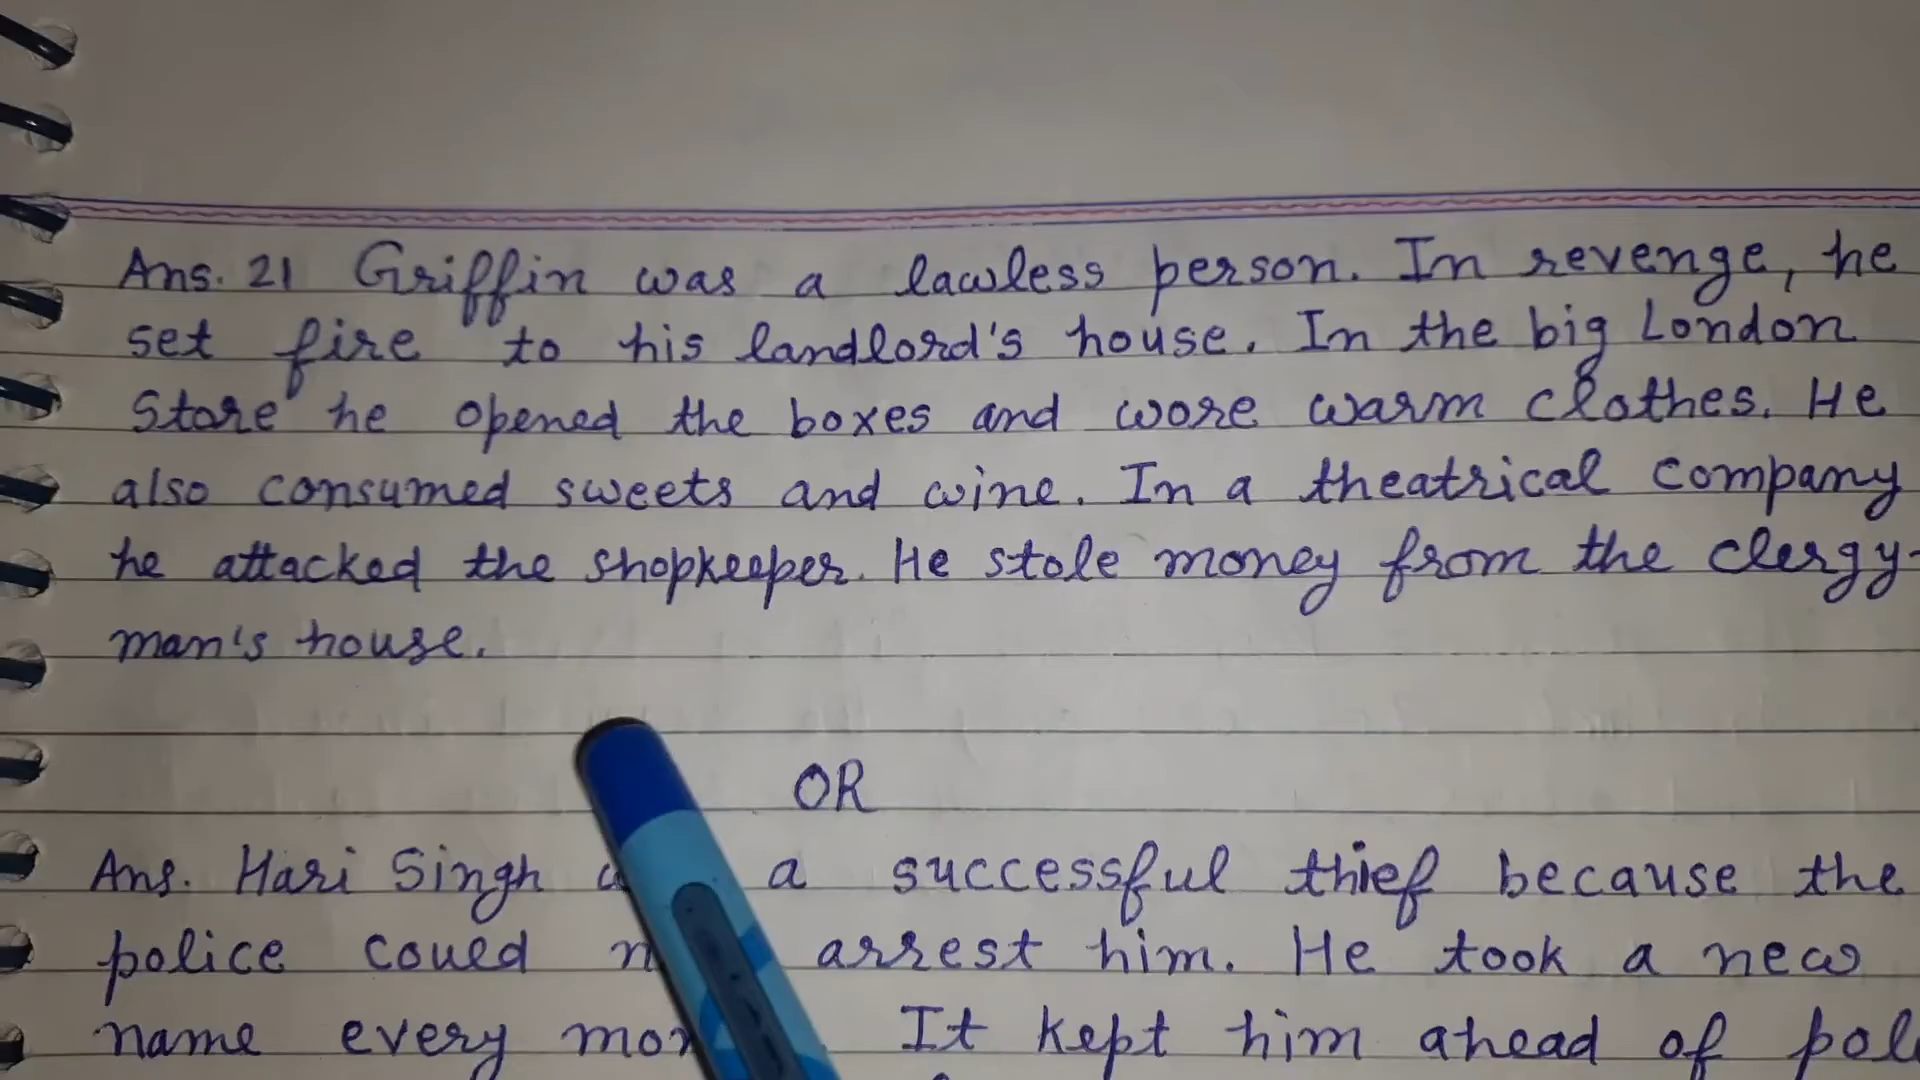 Ans. 21 Griffin was a lawless person. In revenge, he
set fire to his landlord's house. In the big London
Store he opened the boxes and wore warm clothes. He
also consumed sweets and wine. In a theatrical company
he attacked the shopkeeper. He stole money from the clergy-
man's house.
OR
Ans. Hari Singh a successful thief because the
police could arrest him. He took a new
name every It kept him ahead of